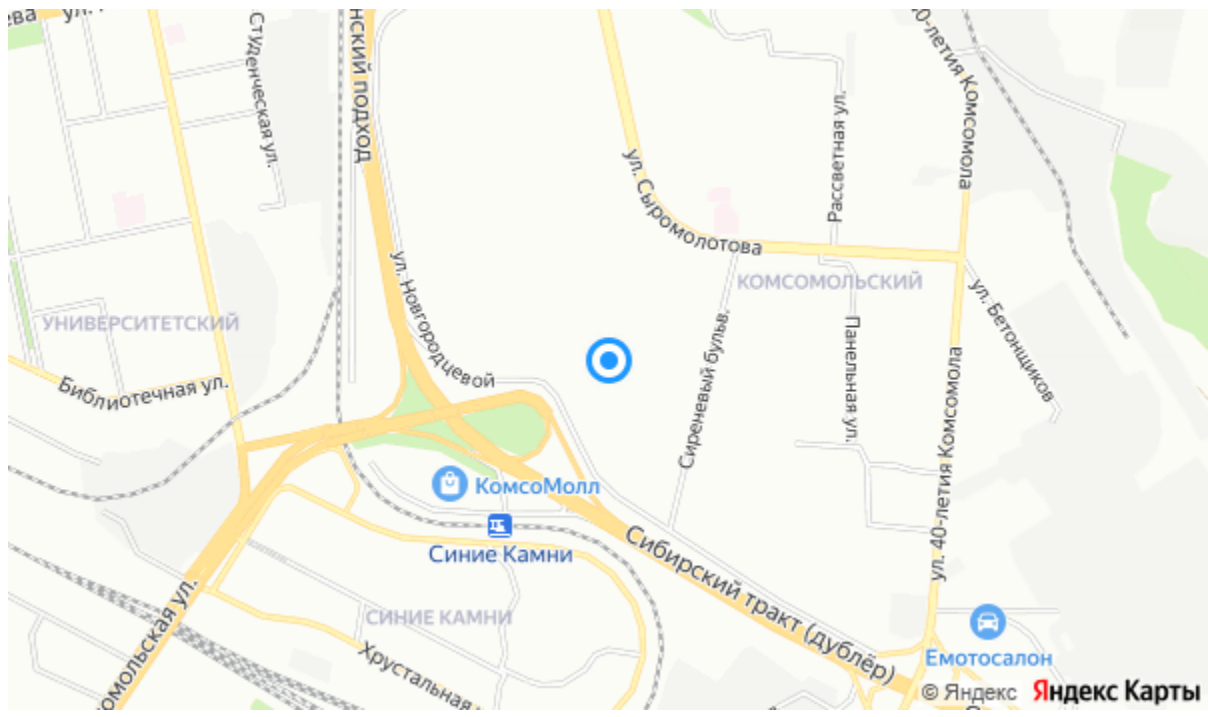 ева
ул.
40-летия Комсомола
Студенческая ул.
нский подход
ул. Сыромолотова
Рассветная ул.
ул. Новгородцевой
КОМСОМОЛЬСКИЙ
ул. Бетонщиков
УНИВЕРСИТЕТСКИЙ
Библиотечная ул.
Сиреневый бульв.
Панельная ул.
ул. 40-летия Комсомола
КомсоМолл
Синие Камни
Сибирский тракт (дублёр)
СИНИЕ КАМНИ
Хрустальная
омольская ул.
Емотосалон
© Яндекс Яндекс Карты